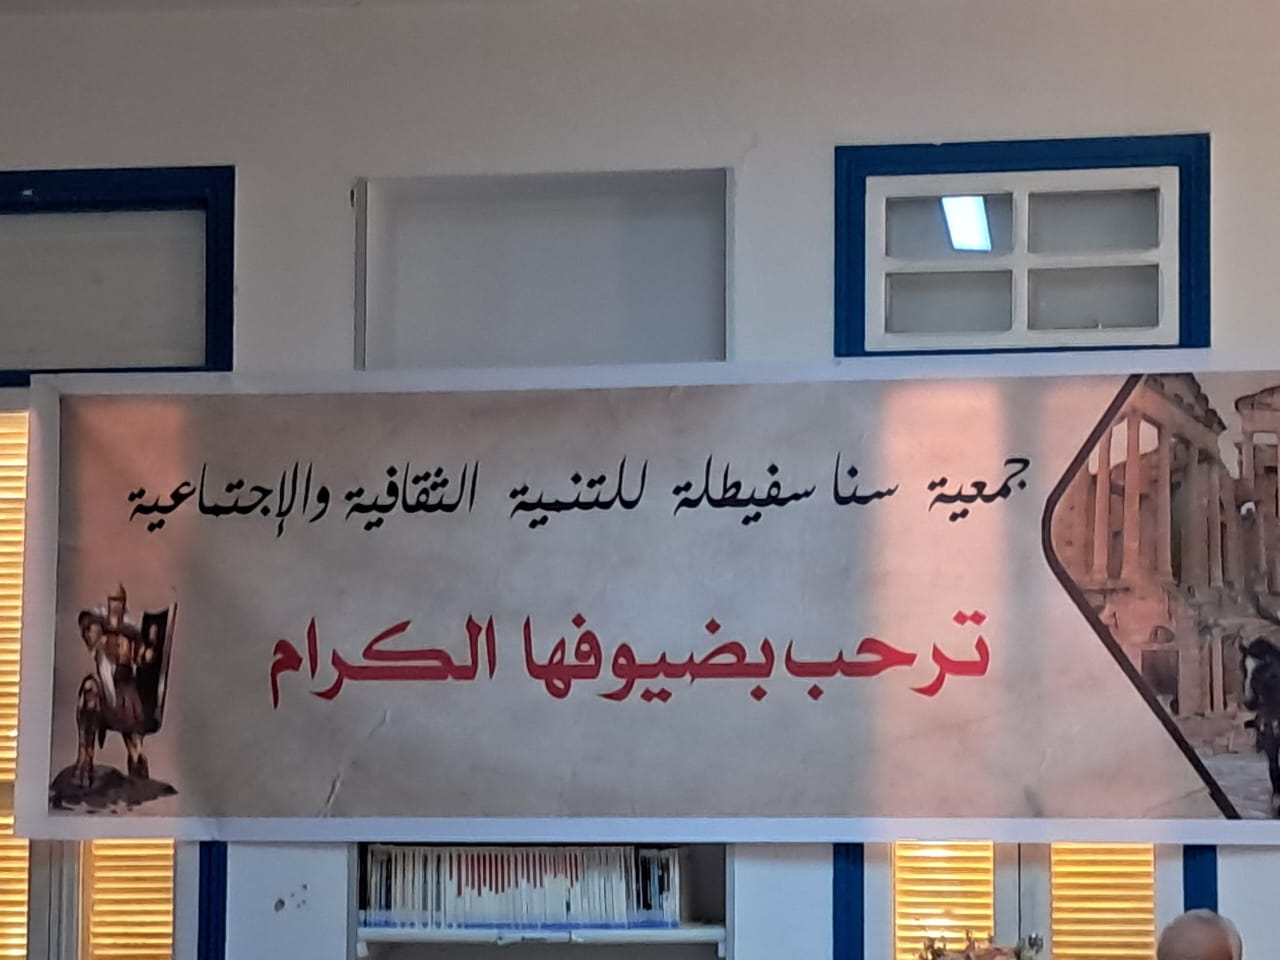 جمعية سنا سفيطلة للتنمية الثقافية والإجتماعية
ترحب بضيوفها الكرام